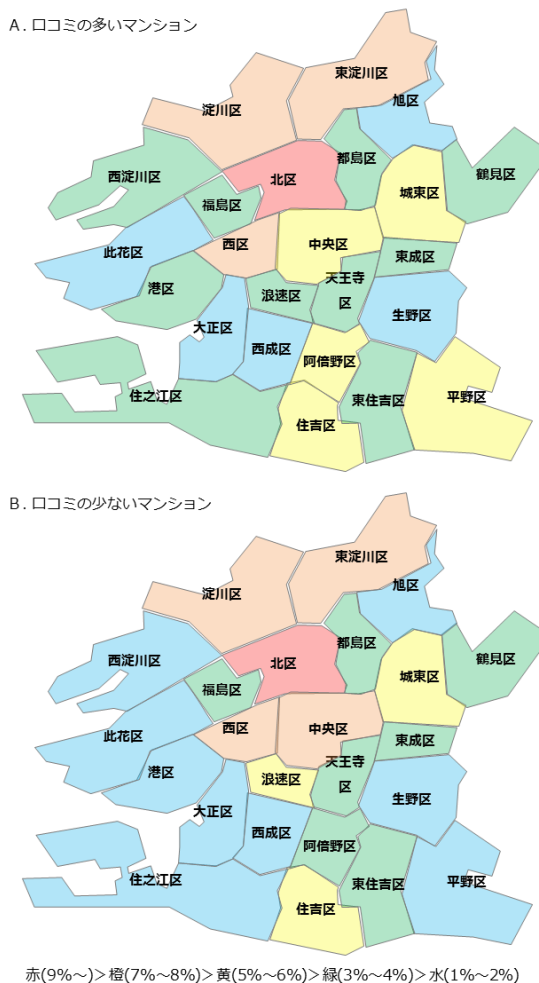 A．口コミの多いマンション
東淀川区
旭区
淀川区
都島区
鶴見区
西淀川区
北区
城東区
福島区
西区
中央区
此花区
東成区
天王寺
区
港区
浪速区
生野区
大正区
西成区
阿倍野区
住之江区
東住吉区
平野区
住吉区
B．口コミの少ないマンション
東淀川区
旭区
淀川区
都島区
鶴見区
西淀川区
北区
城東区
福島区
西区
中央区
此花区
東成区
天王寺
区
港区
浪速区
生野区
大正区
西成区
阿倍野区
住之江区
東住吉区
平野区
住吉区
赤(9%～)＞橙(7%～8%)＞黄(5%～6%)＞緑(3%～4%)＞水(1%～2%)